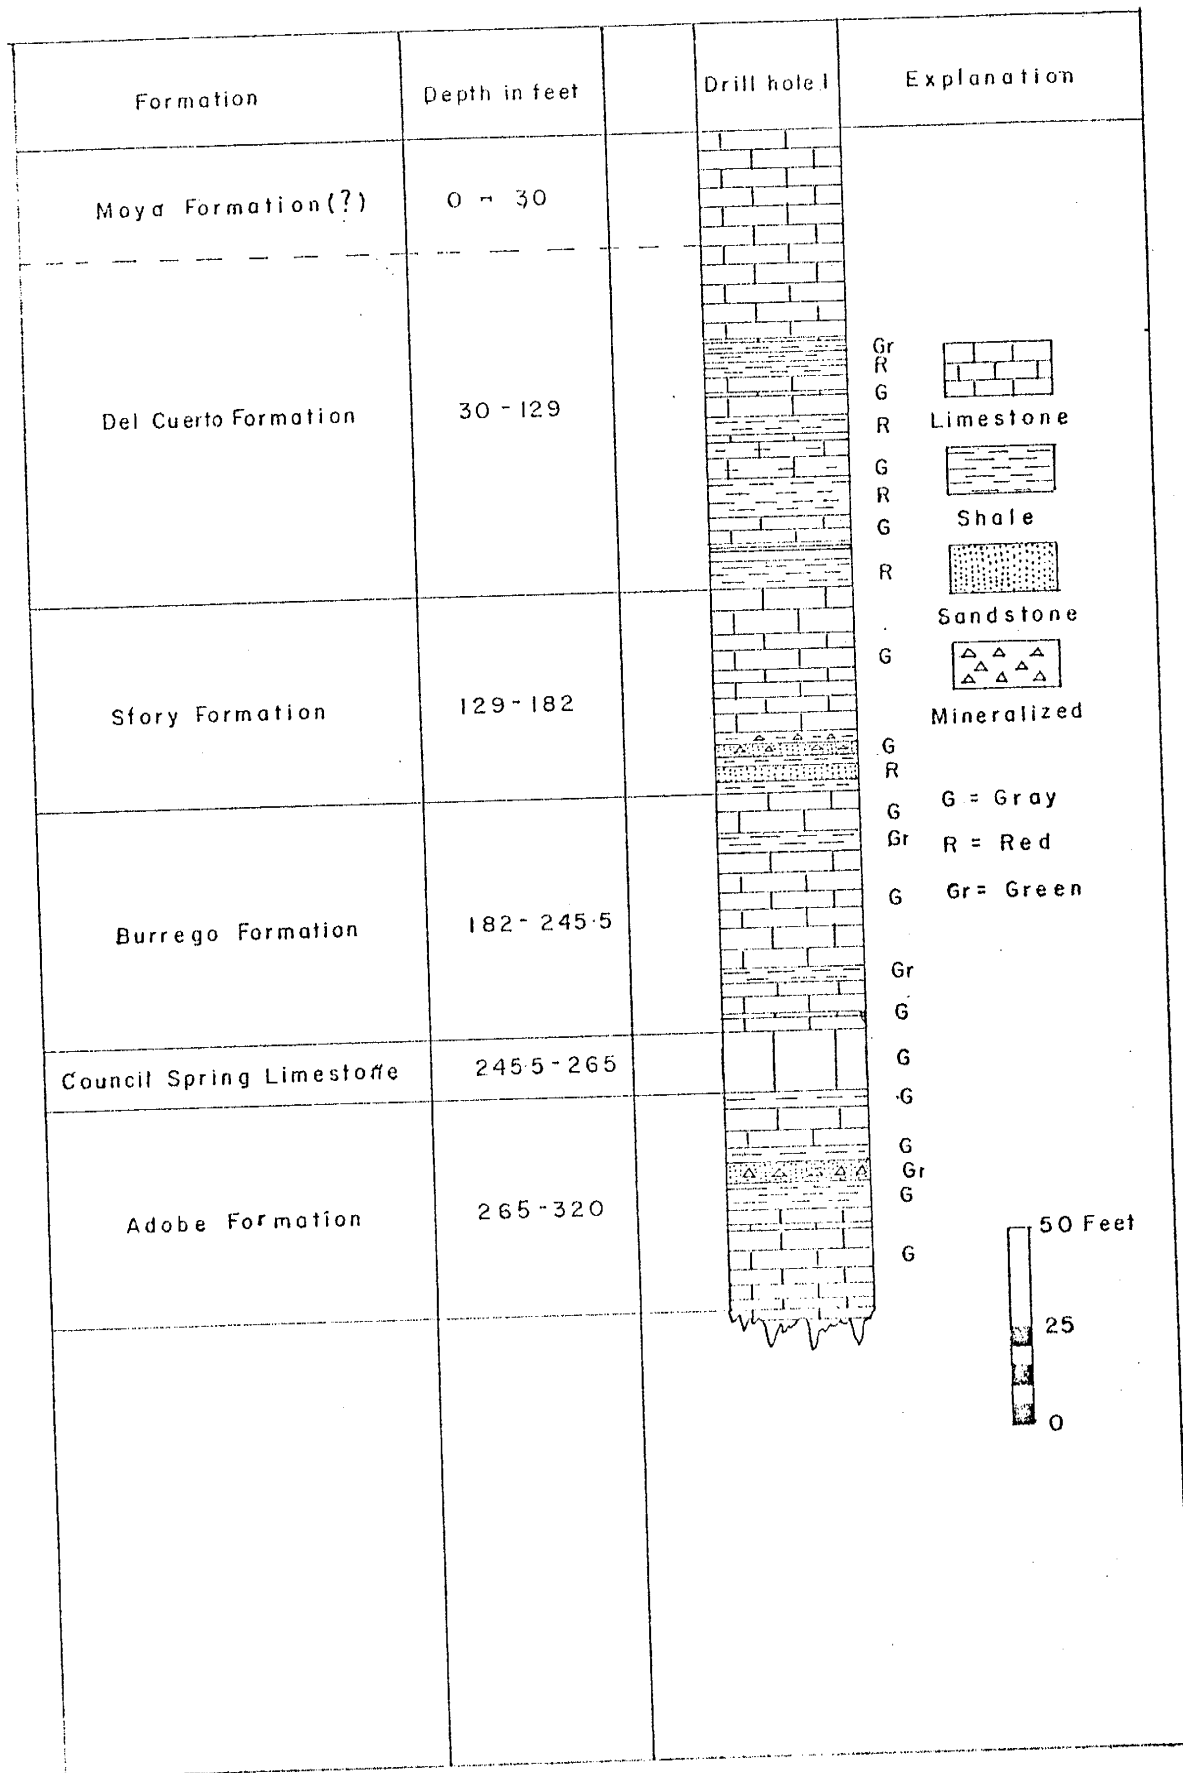 Formation
Depth in feet
Drill hole 1
Explanation
Moya Formation(?)
0 - 30
Del Cuerto Formation
30 - 129
Story Formation
129 - 182
Burrego Formation
182 - 245.5
Council Spring Limestone
245.5 - 265
Adobe Formation
265 - 320
Gr
R
G
R
G
R
G
R
G
G
R
G
Gr
G
Gr
G
G
G
G
Gr
G
G
Limestone
Shale
Sandstone
Mineralized
G = Gray
R = Red
Gr = Green
50 Feet
25
0